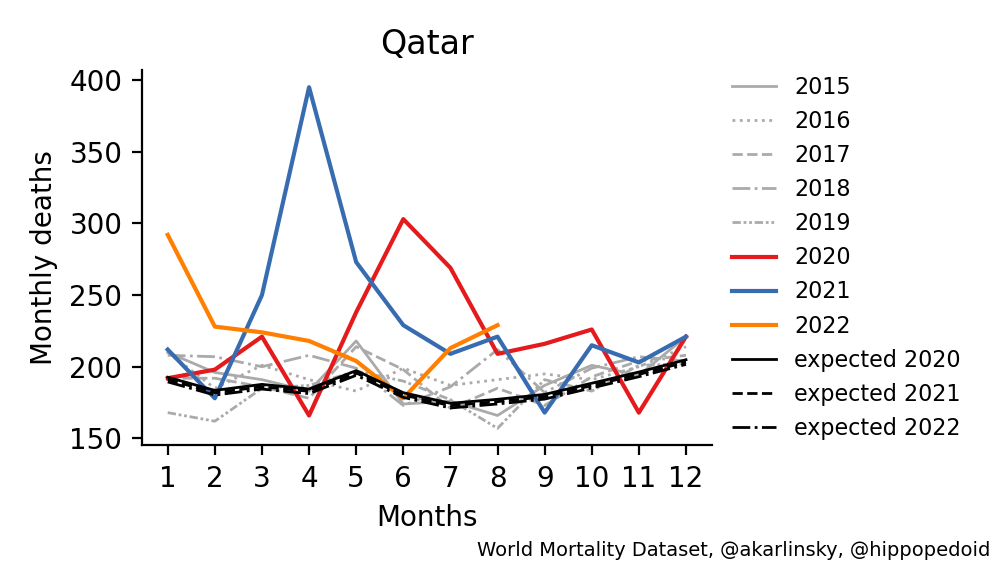 Qatar
Monthly deaths
400
350
300
250
200
150
1 2 3 4 5 6 7 8 9 10 11 12
Months
2015
2016
2017
2018
2019
2020
2021
2022
expected 2020
expected 2021
expected 2022
World Mortality Dataset, @akarlinsky, @hippopedoid